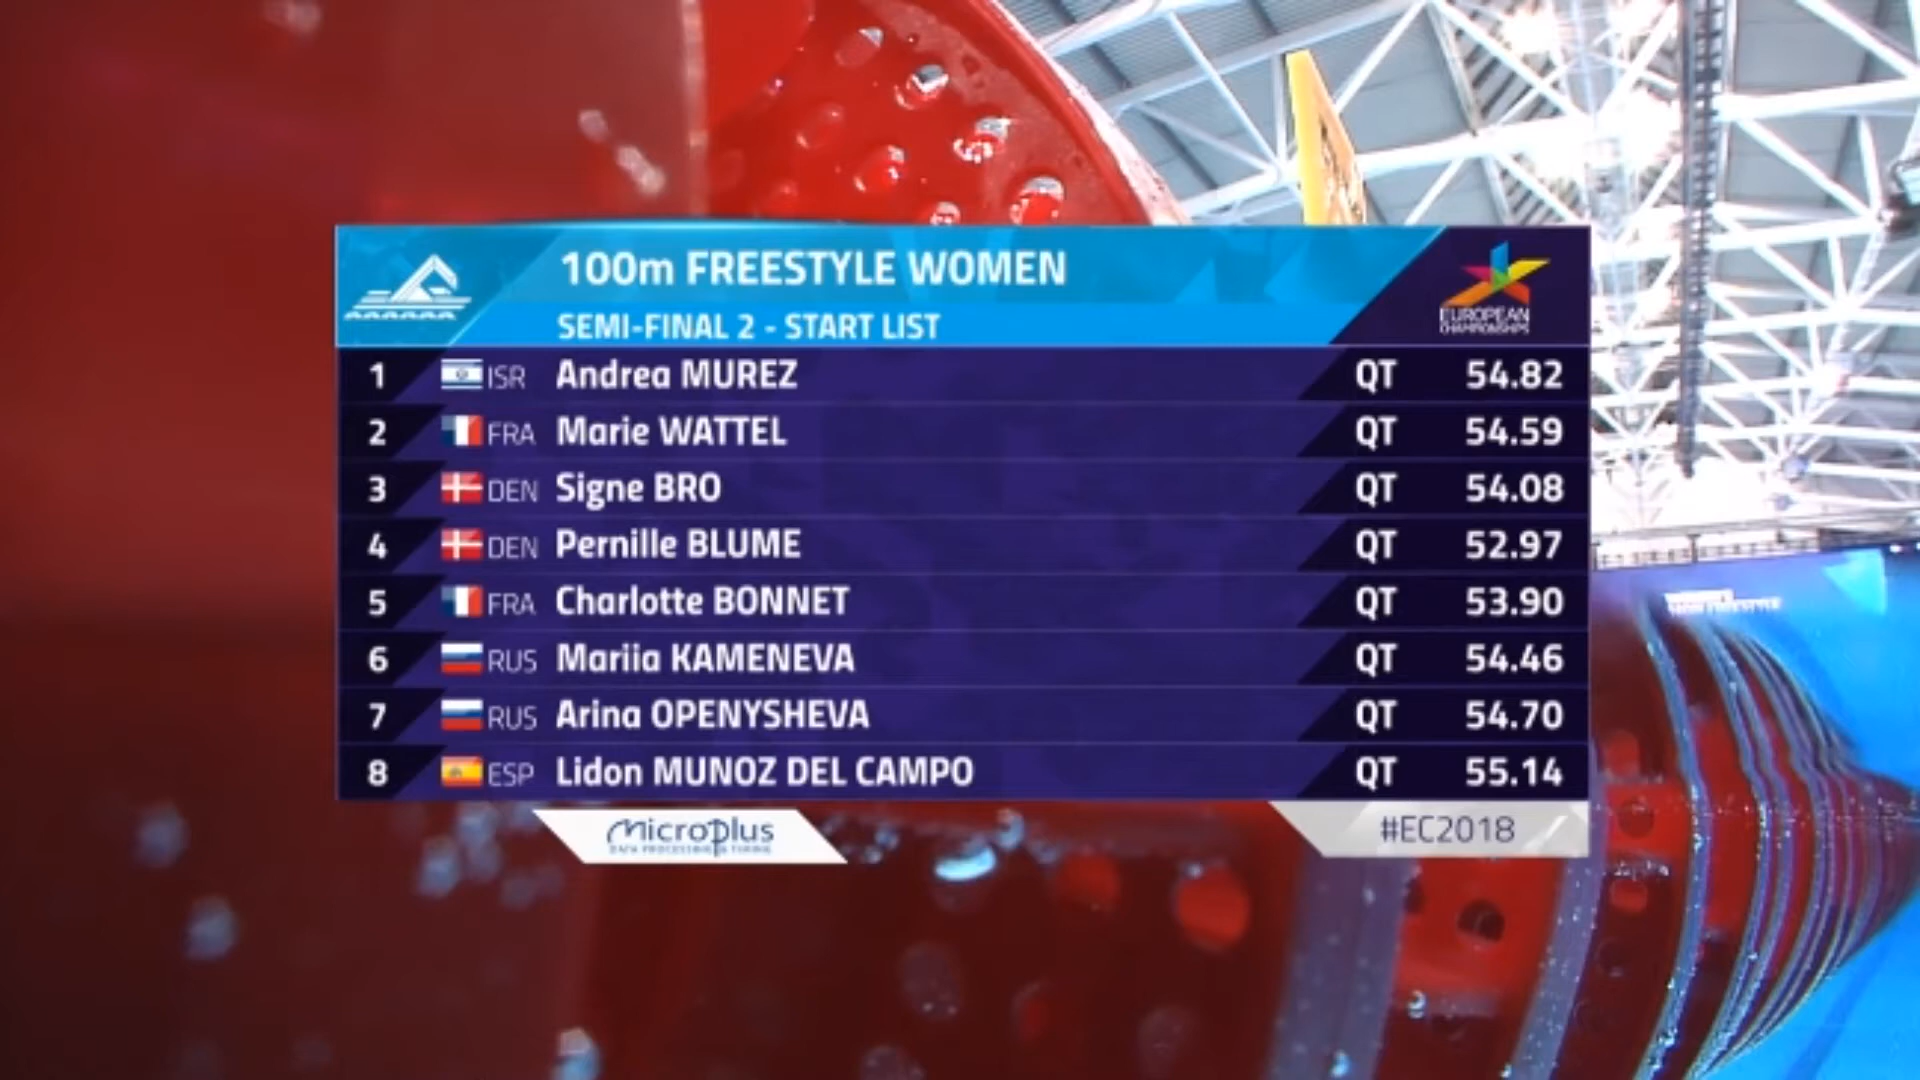 100m FREESTYLE WOMEN
SEMI-FINAL 2 - START LIST
EUROPEAN
CHAMPIONSHIPS
1 ISR Andrea MUREZ QT 54.82
2 FRA Marie WATTEL QT 54.59
3 DEN Signe BRO QT 54.08
4 DEN Pernille BLUME QT 52.97
5 FRA Charlotte BONNET QT 53.90
6 RUS Mariia KAMENEVA QT 54.46
7 RUS Arina OPENYSHEVA QT 54.70
8 ESP Lidon MUNOZ DEL CAMPO QT 55.14
Microplus
DATA PROCESSING & TIMING
#EC2018